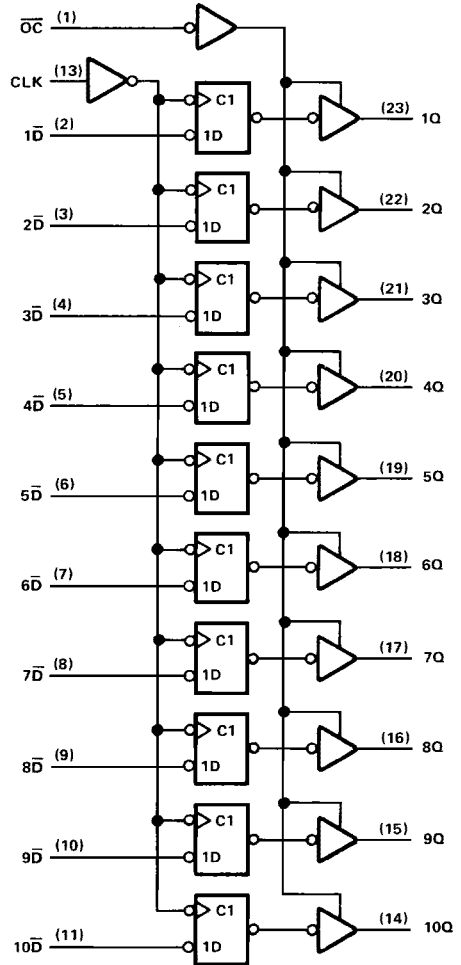 O̅C̅ (1)
CLK (13)
C1
1D̅ (2)
1D
(23)
1Q
C1
2D̅ (3)
1D
(22)
2Q
C1
3D̅ (4)
1D
(21)
3Q
C1
4D̅ (5)
1D
(20)
4Q
C1
5D̅ (6)
1D
(19)
5Q
C1
6D̅ (7)
1D
(18)
6Q
C1
7D̅ (8)
1D
(17)
7Q
C1
8D̅ (9)
1D
(16)
8Q
C1
9D̅ (10)
1D
(15)
9Q
C1
10D̅ (11)
1D
(14)
10Q